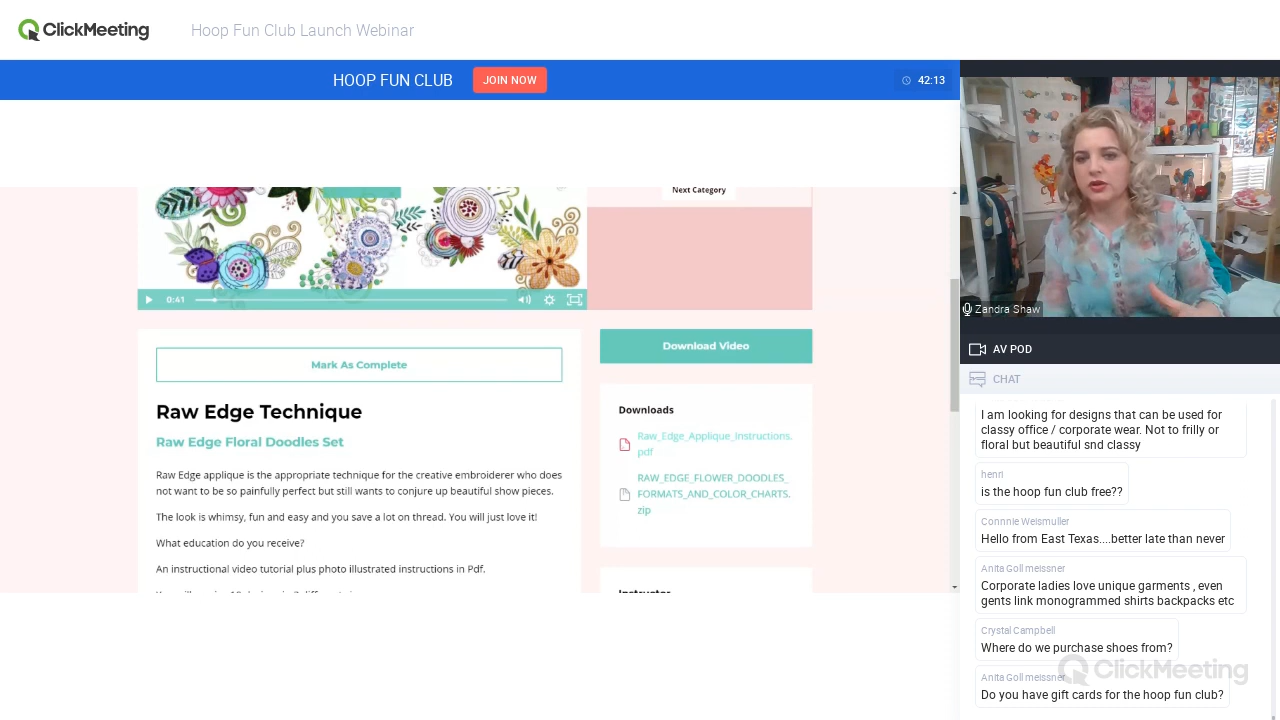 ClickMeeting
Hoop Fun Club Launch Webinar
HOOP FUN CLUB
JOIN NOW
42:13
Next Category
0:41
Mark As Complete
Raw Edge Technique
Raw Edge Floral Doodles Set
Raw Edge applique is the appropriate technique for the creative embroiderer who does
not want to be so painfully perfect but still wants to conjure up beautiful show pieces.
The look is whimsy, fun and easy and you save a lot on thread. You will just love it!
What education do you receive?
An instructional video tutorial plus photo illustrated instructions in Pdf.
Download Video
Downloads
Raw_Edge_Applique_Instructions.
pdf
RAW_EDGE_FLOWER_DOODLES_
FORMATS_AND_COLOR_CHARTS.
zip
Instructor
Zandra Shaw
AV POD
CHAT
I am looking for designs that can be used for
classy office / corporate wear. Not to frilly or
floral but beautiful snd classy
henri
is the hoop fun club free??
Connnie Weismuller
Hello from East Texas....better late than never
Anita Goll meissner
Corporate ladies love unique garments , even
gents link monogrammed shirts backpacks etc
Crystal Campbell
Where do we purchase shoes from?
Anita Goll meissner
Do you have gift cards for the hoop fun club?
ClickMeeting